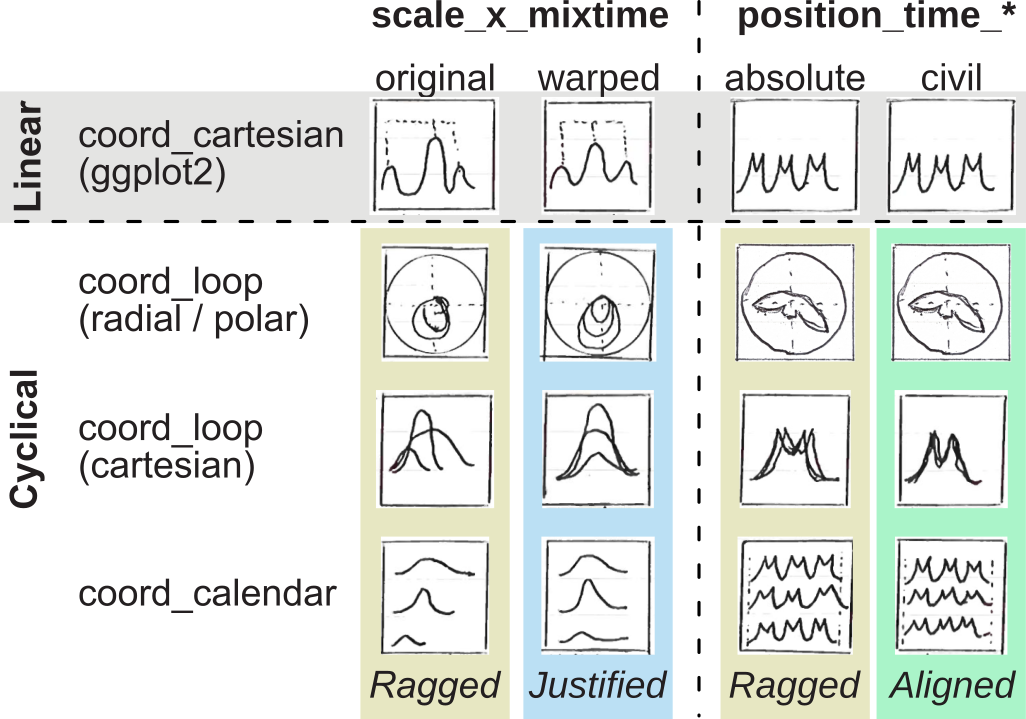 scale_x_mixtime
position_time_*
original
warped
absolute
civil
Linear
coord_cartesian
(ggplot2)
Cyclical
coord_loop
(radial / polar)
coord_loop
(cartesian)
coord_calendar
Ragged
Justified
Ragged
Aligned